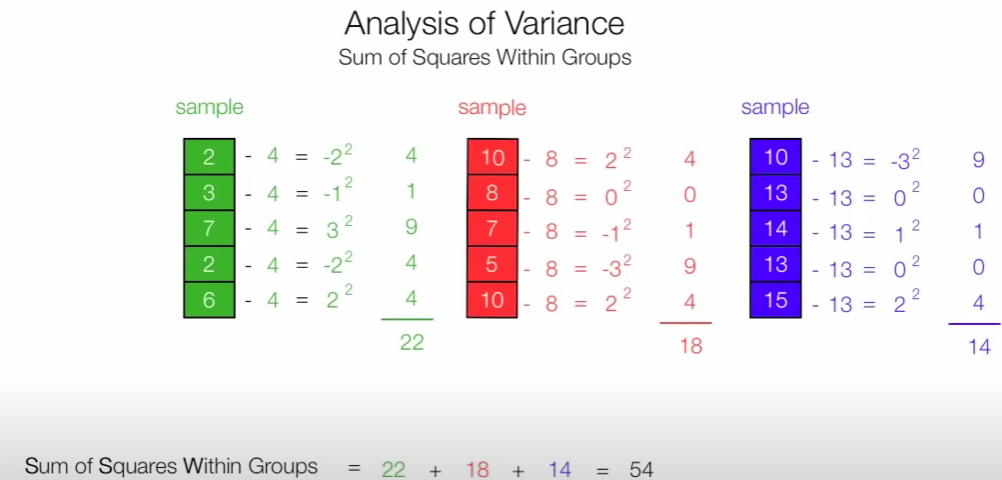 Analysis of Variance
Sum of Squares Within Groups
sample sample sample
2 - 4 = -2² 4 10 - 8 = 2² 4 10 - 13 = -3² 9
3 - 4 = -1² 1 8 - 8 = 0² 0 13 - 13 = 0² 0
7 - 4 = 3² 9 7 - 8 = -1² 1 14 - 13 = 1² 1
2 - 4 = -2² 4 5 - 8 = -3² 9 13 - 13 = 0² 0
6 - 4 = 2² 4 10 - 8 = 2² 4 15 - 13 = 2² 4
22 18 14
Sum of Squares Within Groups = 22 + 18 + 14 = 54